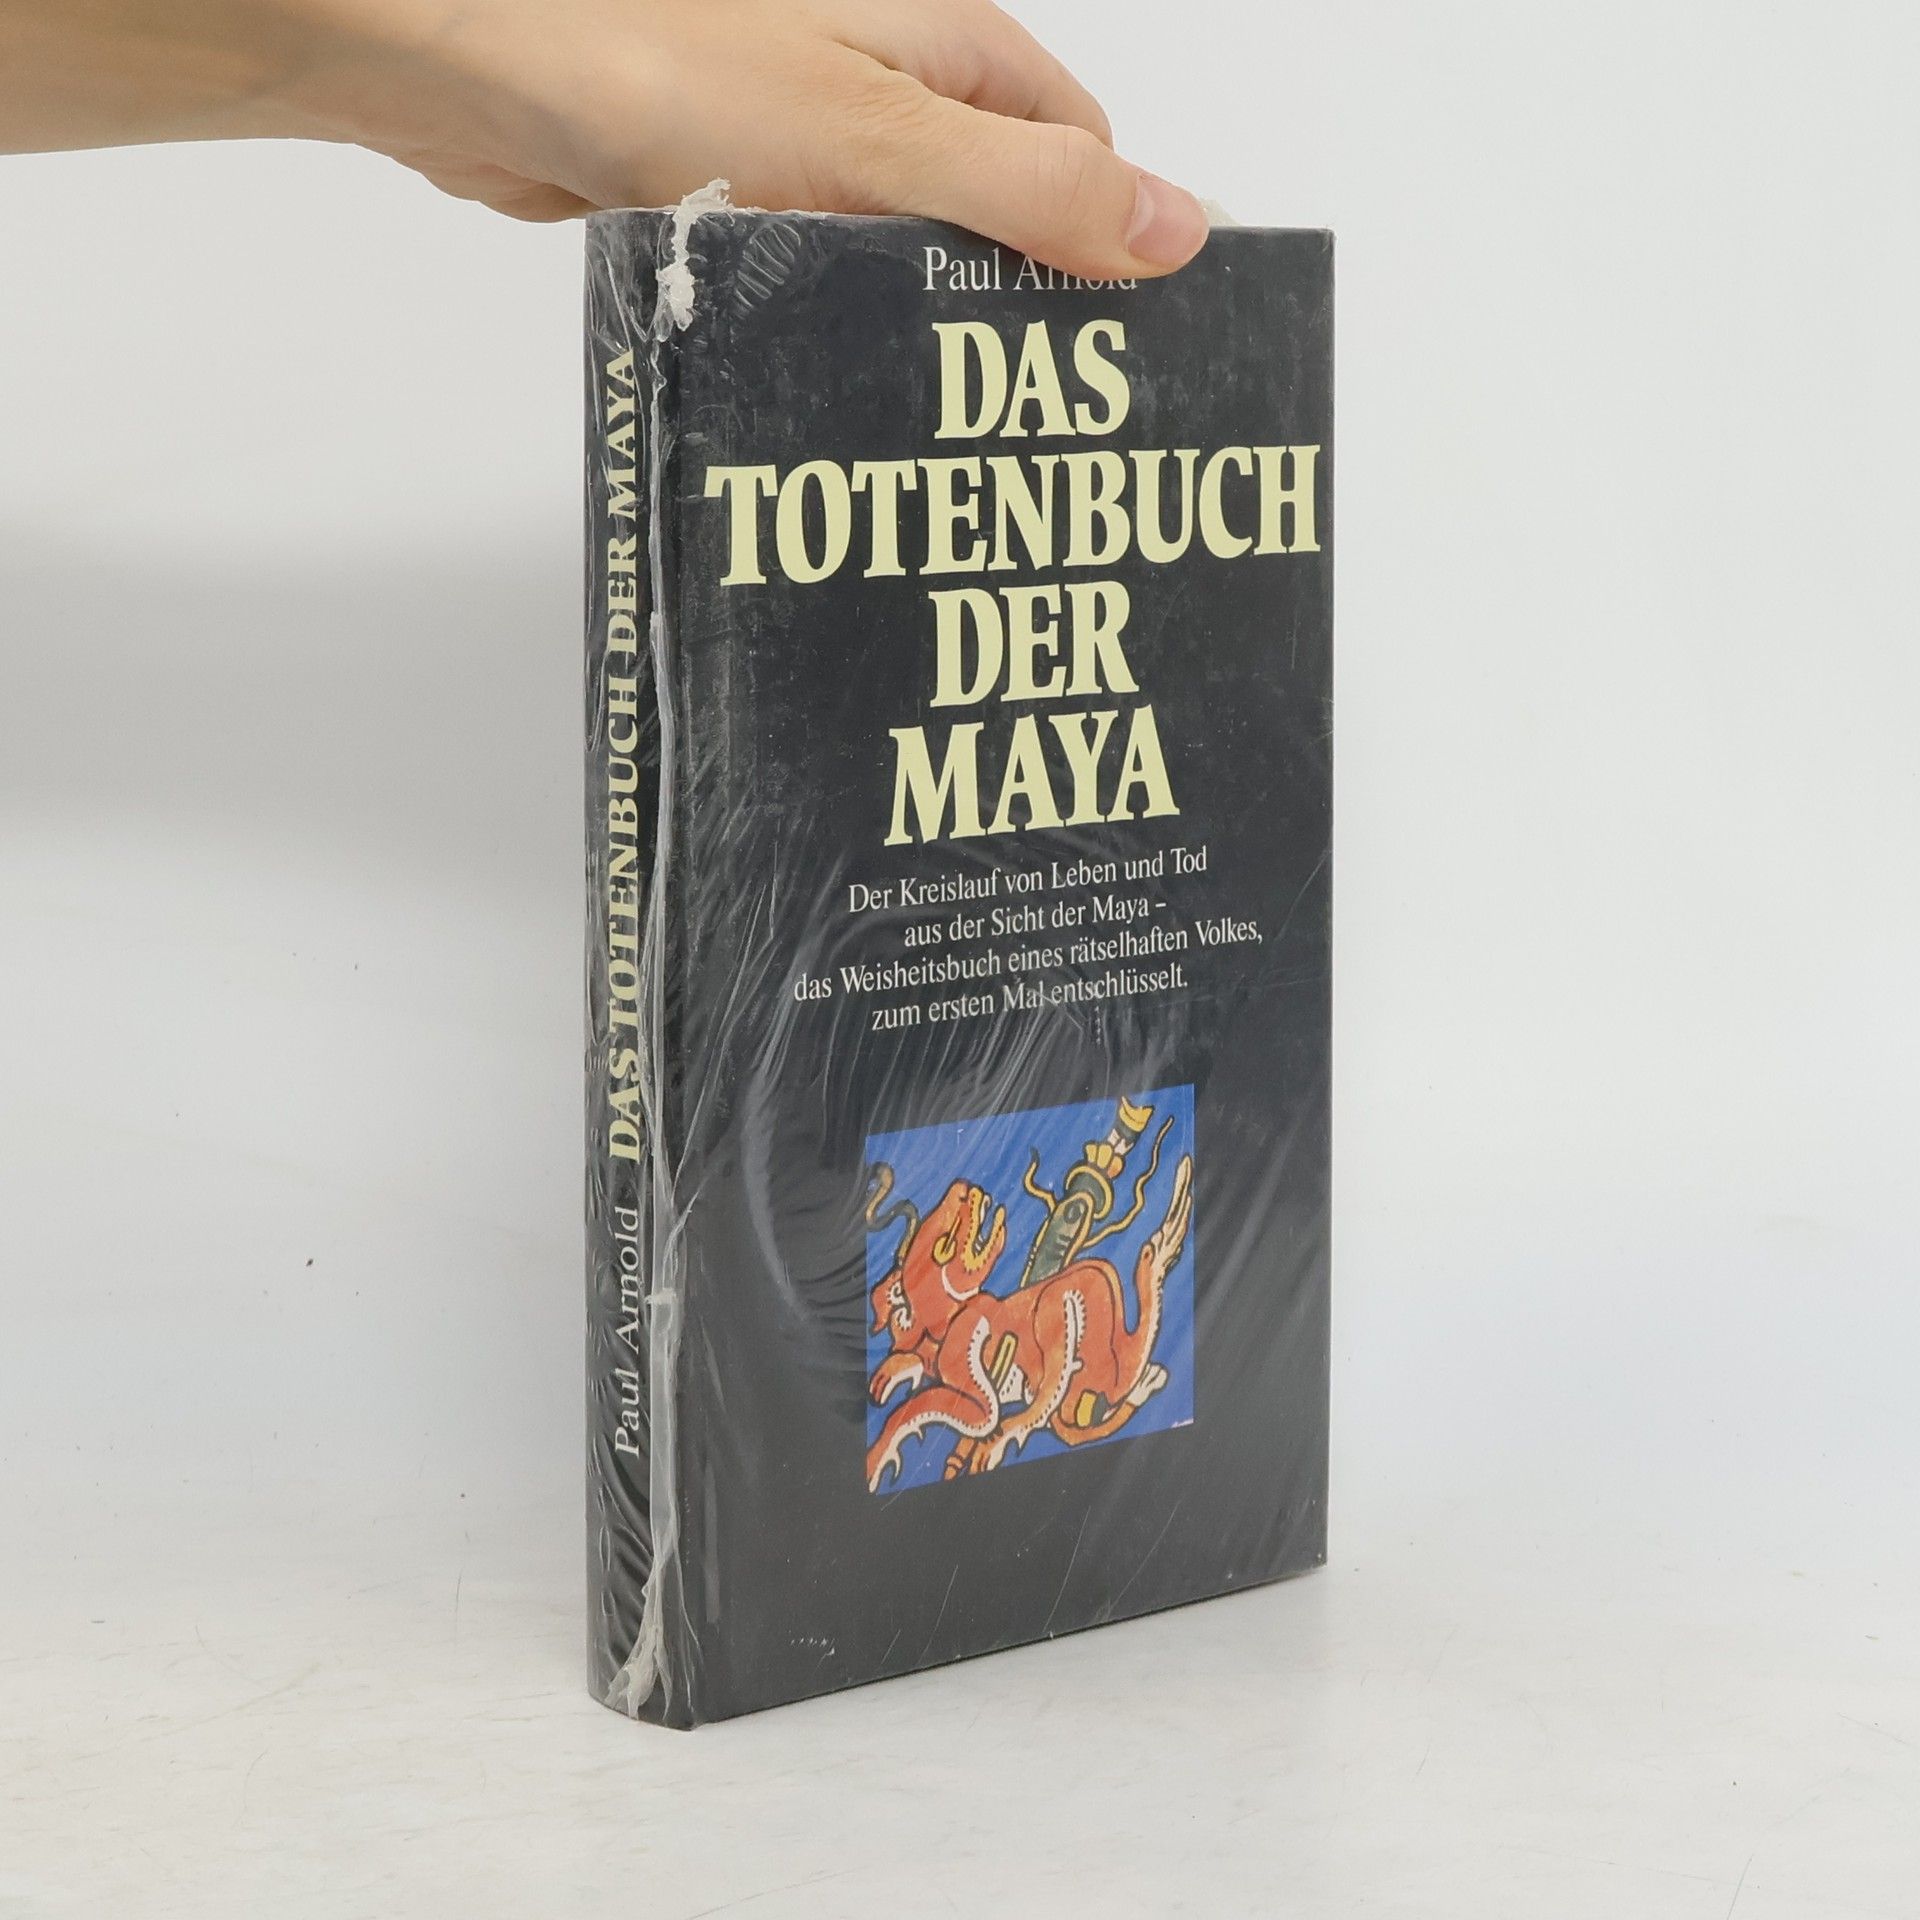 Paul Arnold
DAS
TOTENBUCH
DER
MAYA
Der Kreislauf von Leben und Tod
aus der Sicht der Maya –
das Weisheitsbuch eines rätselhaften Volkes,
zum ersten Mal entschlüsselt.
Paul Arnold DAS TOTENBUCH DER MAYA